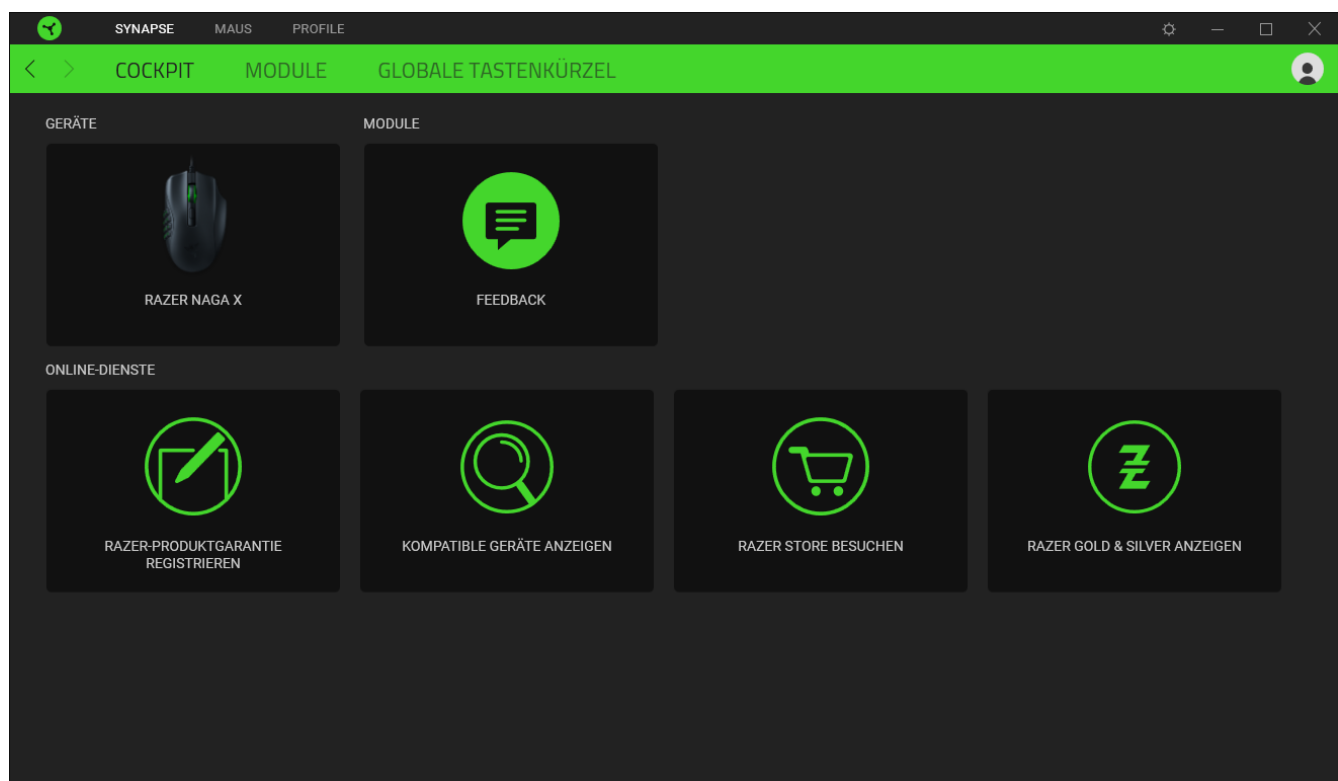 SYNAPSE MAUS PROFILE
COCKPIT MODULE GLOBALE TASTENKÜRZEL
GERÄTE MODULE
RAZER NAGA X FEEDBACK
ONLINE-DIENSTE
RAZER-PRODUKTGARANTIE
REGISTRIEREN
KOMPATIBLE GERÄTE ANZEIGEN
RAZER STORE BESUCHEN
RAZER GOLD & SILVER ANZEIGEN